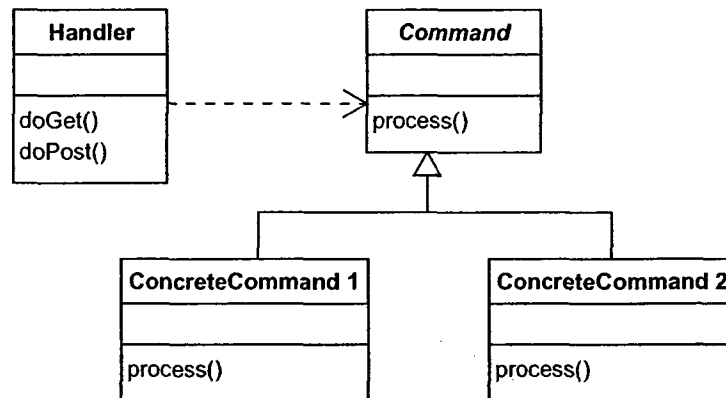 Handler
Command
doGet()
doPost()
process()
ConcreteCommand 1
ConcreteCommand 2
process()
process()